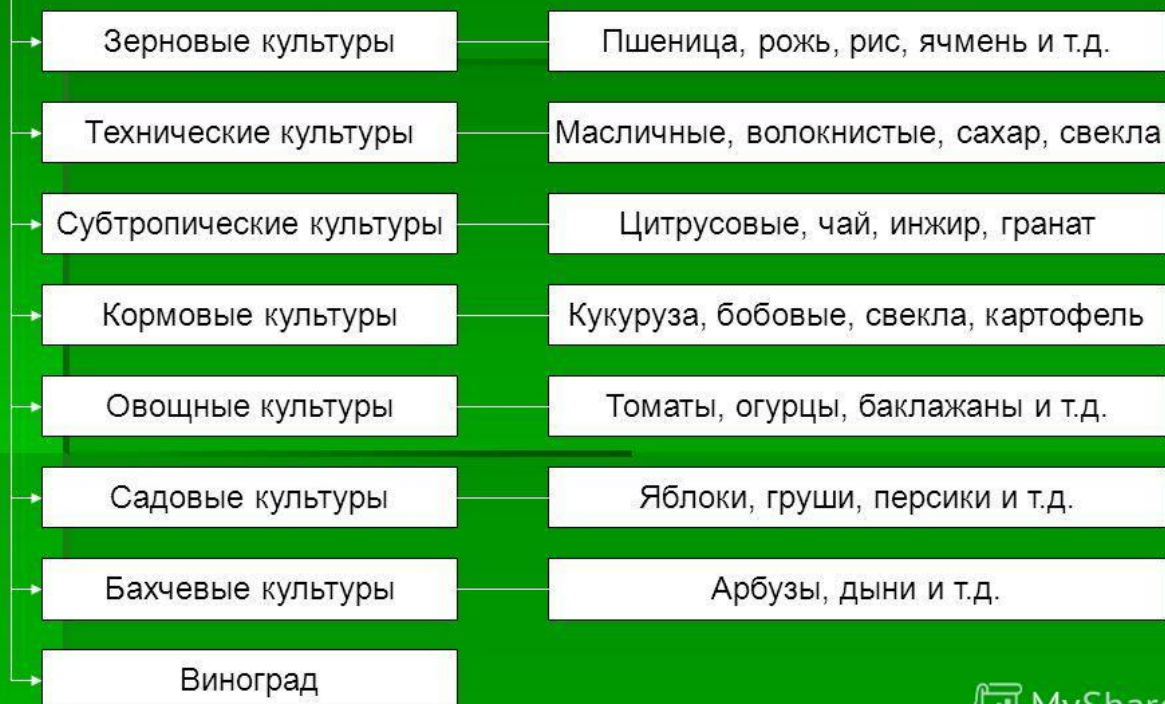 Зерновые культуры
Пшеница, рожь, рис, ячмень и т.д.
Технические культуры
Масличные, волокнистые, сахар, свекла
Субтропические культуры
Цитрусовые, чай, инжир, гранат
Кормовые культуры
Кукуруза, бобовые, свекла, картофель
Овощные культуры
Томаты, огурцы, баклажаны и т.д.
Садовые культуры
Яблоки, груши, персики и т.д.
Бахчевые культуры
Арбузы, дыни и т.д.
Виноград